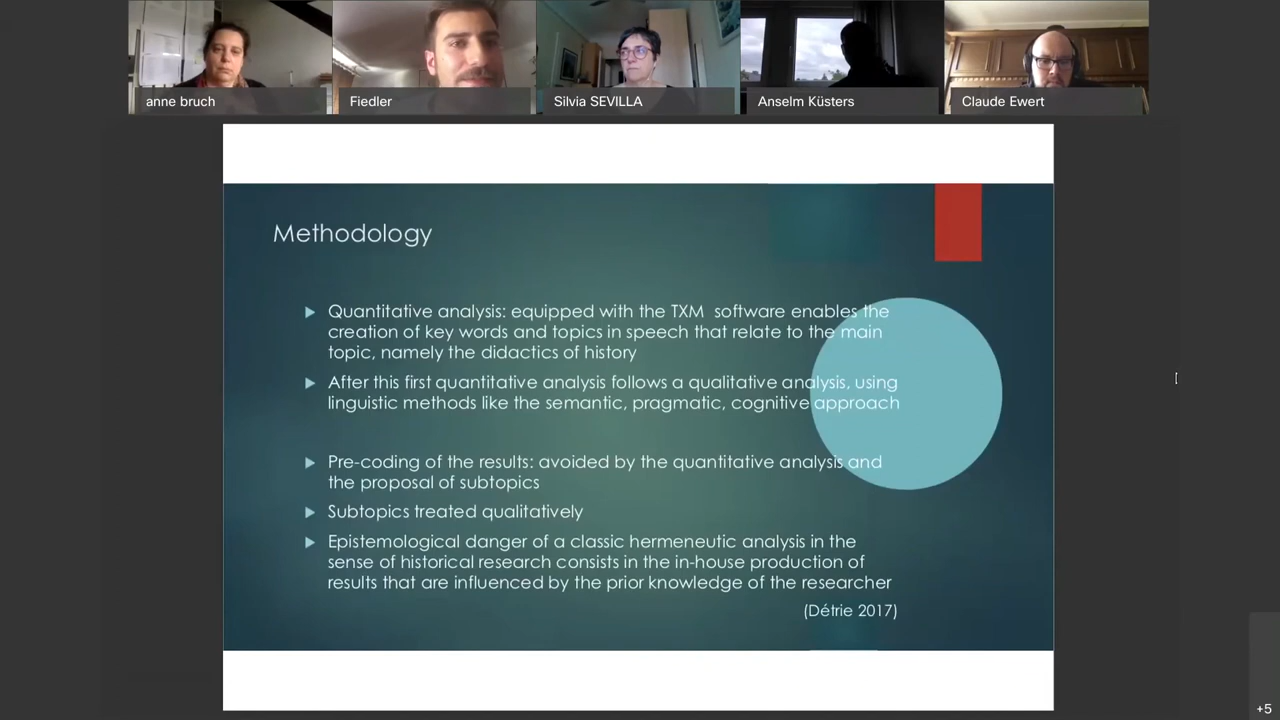 anne bruch
Fiedler
Silvia SEVILLA
Anselm Küsters
Claude Ewert
Methodology
Quantitative analysis: equipped with the TXM software enables the
creation of key words and topics in speech that relate to the main
topic, namely the didactics of history
After this first quantitative analysis follows a qualitative analysis, using
linguistic methods like the semantic, pragmatic, cognitive approach
Pre-coding of the results: avoided by the quantitative analysis and
the proposal of subtopics
Subtopics treated qualitatively
Epistemological danger of a classic hermeneutic analysis in the
sense of historical research consists in the in-house production of
results that are influenced by the prior knowledge of the researcher
(Détrie 2017)
+5